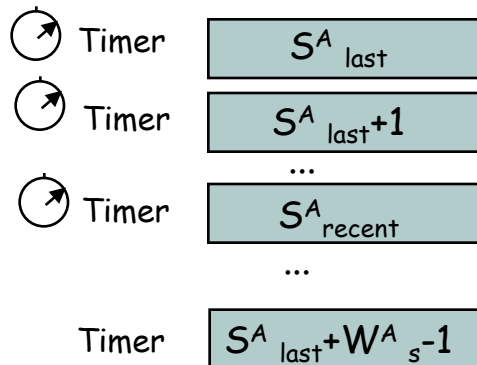 Timer S^A last
Timer S^A last+1
...
Timer S^A recent
...
Timer S^A last+W^A s-1